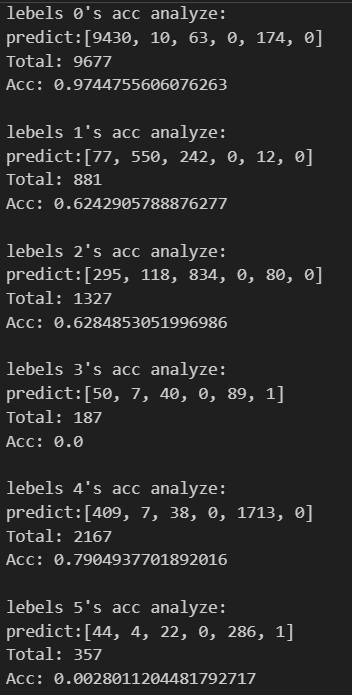 lebels 0's acc analyze:
predict:[9430, 10, 63, 0, 174, 0]
Total: 9677
Acc: 0.9744755606076263
lebels 1's acc analyze:
predict:[77, 550, 242, 0, 12, 0]
Total: 881
Acc: 0.6242905788876277
lebels 2's acc analyze:
predict:[295, 118, 834, 0, 80, 0]
Total: 1327
Acc: 0.6284853051996986
lebels 3's acc analyze:
predict:[50, 7, 40, 0, 89, 1]
Total: 187
Acc: 0.0
lebels 4's acc analyze:
predict:[409, 7, 38, 0, 1713, 0]
Total: 2167
Acc: 0.7904937701892016
lebels 5's acc analyze:
predict:[44, 4, 22, 0, 286, 1]
Total: 357
Acc: 0.0028011204481792717